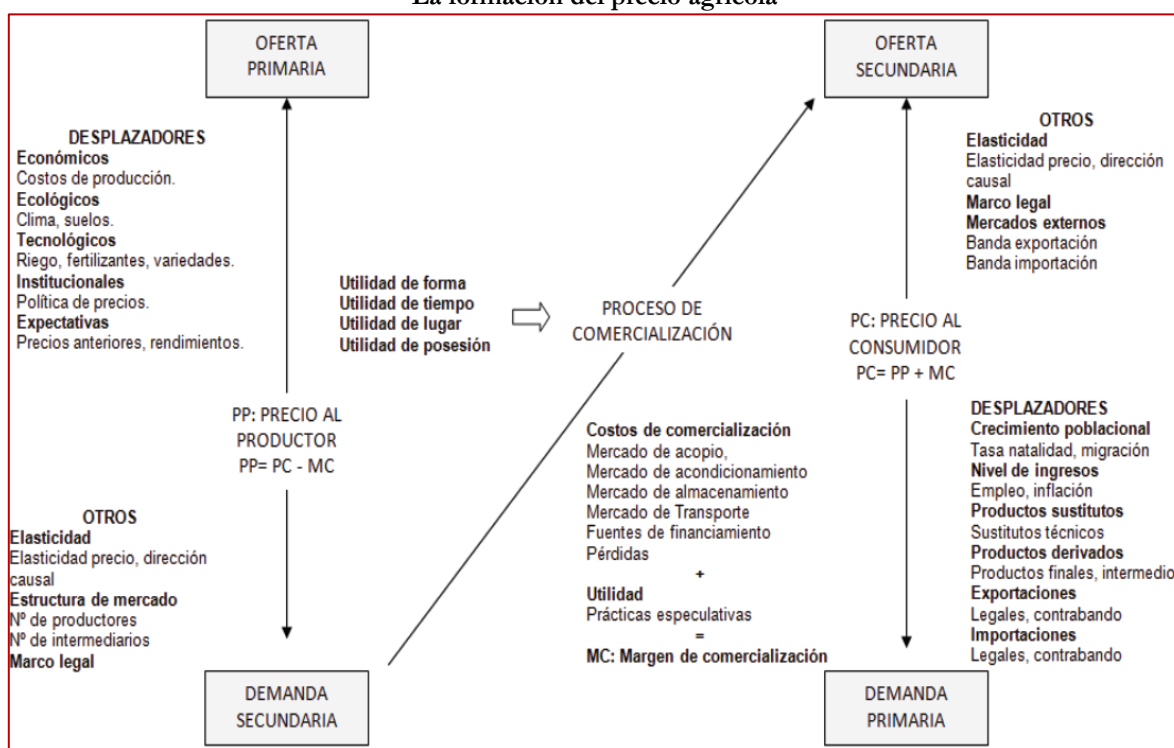 La formación del precio agrícola
OFERTA
PRIMARIA
DESPLAZADORES
Económicos
Costos de producción.
Ecológicos
Clima, suelos.
Tecnológicos
Riego, fertilizantes, variedades.
Institucionales
Política de precios.
Expectativas
Precios anteriores, rendimientos.
PP: PRECIO AL
PRODUCTOR
PP= PC - MC
OTROS
Elasticidad
Elasticidad precio, dirección
causal
Estructura de mercado
Nº de productores
Nº de intermediarios
Marco legal
DEMANDA
SECUNDARIA
Utilidad de forma
Utilidad de tiempo
Utilidad de lugar
Utilidad de posesión
PROCESO DE
COMERCIALIZACIÓN
Costos de comercialización
Mercado de acopio,
Mercado de acondicionamiento
Mercado de almacenamiento
Mercado de Transporte
Fuentes de financiamiento
Pérdidas
+
Utilidad
Prácticas especulativas
=
MC: Margen de comercialización
OFERTA
SECUNDARIA
OTROS
Elasticidad
Elasticidad precio, dirección
causal
Marco legal
Mercados externos
Banda exportación
Banda importación
PC: PRECIO AL
CONSUMIDOR
PC= PP + MC
DESPLAZADORES
Crecimiento poblacional
Tasa natalidad, migración
Nivel de ingresos
Empleo, inflación
Productos sustitutos
Sustitutos técnicos
Productos derivados
Productos finales, intermedio
Exportaciones
Legales, contrabando
Importaciones
Legales, contrabando
DEMANDA
PRIMARIA